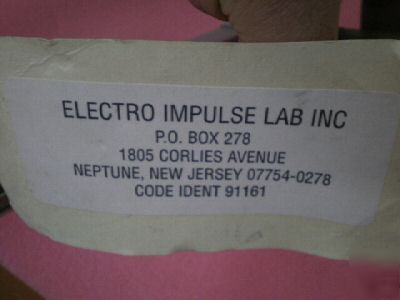 ELECTRO IMPULSE LAB INC
P.O. BOX 278
1805 CORLIES AVENUE
NEPTUNE, NEW JERSEY 07754-0278
CODE IDENT 91161